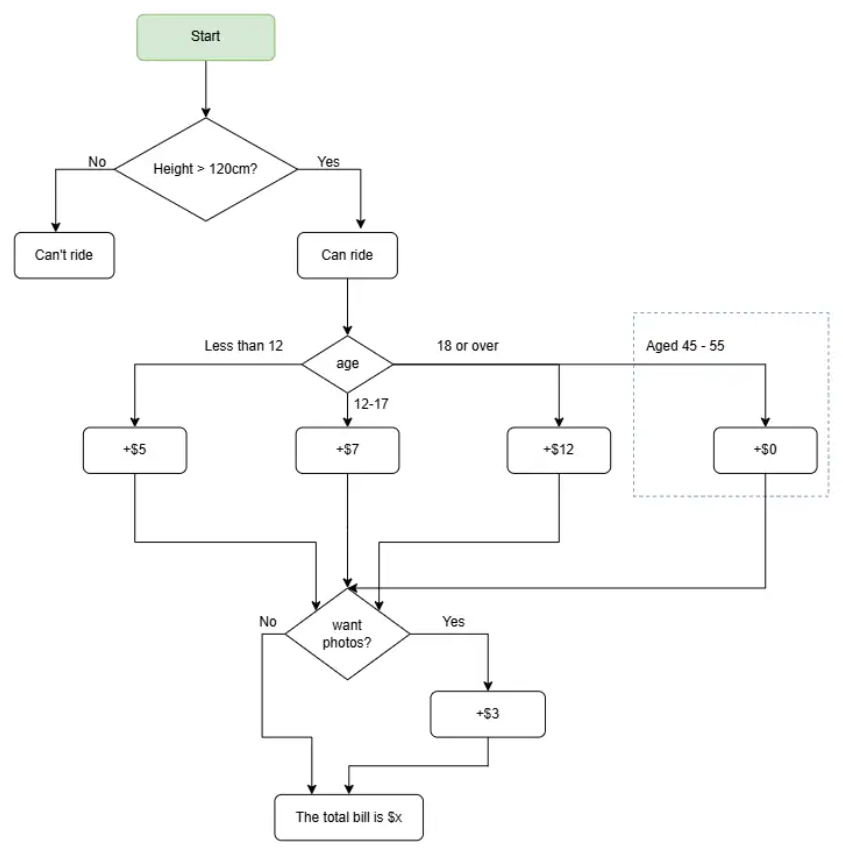 Start
Height > 120cm?
No
Yes
Can't ride
Can ride
Less than 12
age
18 or over
Aged 45 - 55
12-17
+$5
+$7
+$12
+$0
No
want
photos?
Yes
+$3
The total bill is $x